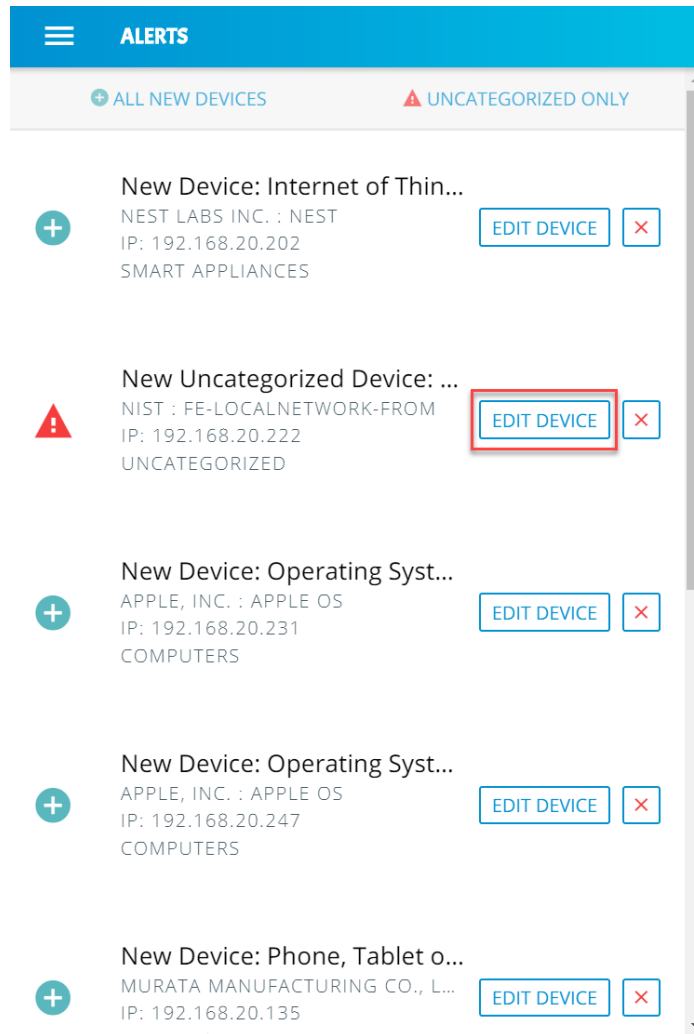 ALERTS
ALL NEW DEVICES
UNCATEGORIZED ONLY
New Device: Internet of Thin...
NEST LABS INC. : NEST
IP: 192.168.20.202
SMART APPLIANCES
EDIT DEVICE
New Uncategorized Device: ...
NIST : FE-LOCALNETWORK-FROM
IP: 192.168.20.222
UNCATEGORIZED
EDIT DEVICE
New Device: Operating Syst...
APPLE, INC. : APPLE OS
IP: 192.168.20.231
COMPUTERS
EDIT DEVICE
New Device: Operating Syst...
APPLE, INC. : APPLE OS
IP: 192.168.20.247
COMPUTERS
EDIT DEVICE
New Device: Phone, Tablet o...
MURATA MANUFACTURING CO., L...
IP: 192.168.20.135
EDIT DEVICE